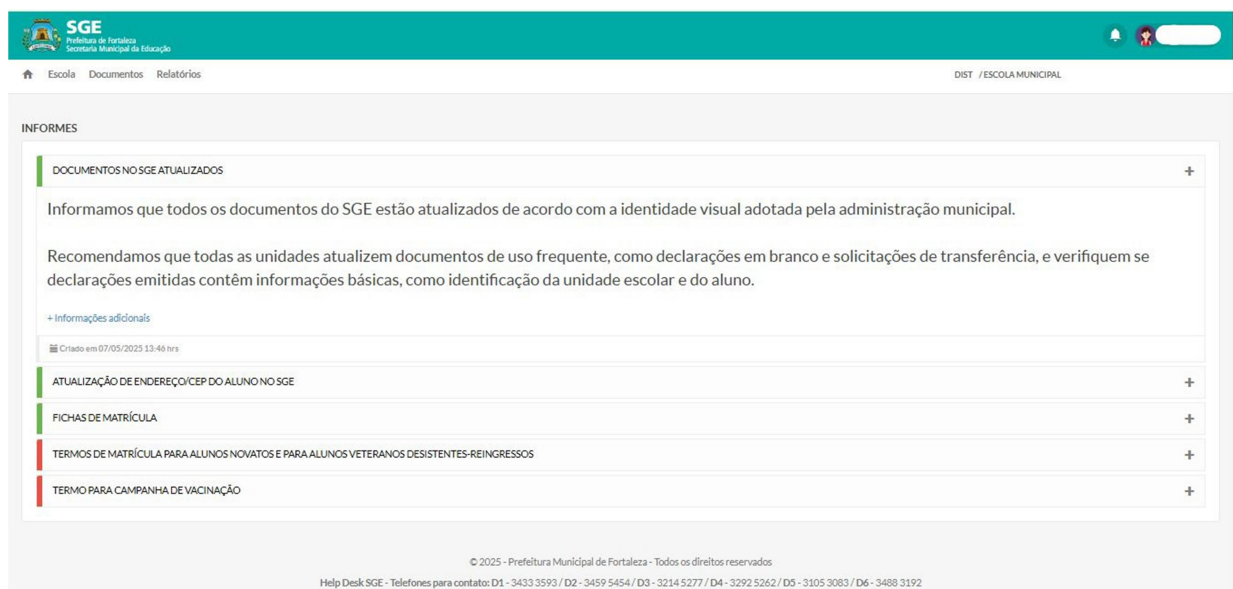 SGE
Prefeitura de Fortaleza
Secretaria Municipal da Educação
Escola Documentos Relatórios
DIST / ESCOLA MUNICIPAL
INFORMES
DOCUMENTOS NO SGE ATUALIZADOS
Informamos que todos os documentos do SGE estão atualizados de acordo com a identidade visual adotada pela administração municipal.
Recomendamos que todas as unidades atualizem documentos de uso frequente, como declarações em branco e solicitações de transferência, e verifiquem se
declarações emitidas contêm informações básicas, como identificação da unidade escolar e do aluno.
+ Informações adicionais
Criado em 07/05/2025 13:46 hrs
ATUALIZAÇÃO DE ENDEREÇO/CEP DO ALUNO NO SGE
FICHAS DE MATRÍCULA
TERMOS DE MATRÍCULA PARA ALUNOS NOVATOS E PARA ALUNOS VETERANOS DESISTENTES-REINGRESSOS
TERMO PARA CAMPANHA DE VACINAÇÃO
© 2025 - Prefeitura Municipal de Fortaleza - Todos os direitos reservados
Help Desk SGE - Telefones para contato: D1 - 3433 3593 / D2 - 3459 5454 / D3 - 3214 5277 / D4 - 3292 5262 / D5 - 3105 3083 / D6 - 3488 3192